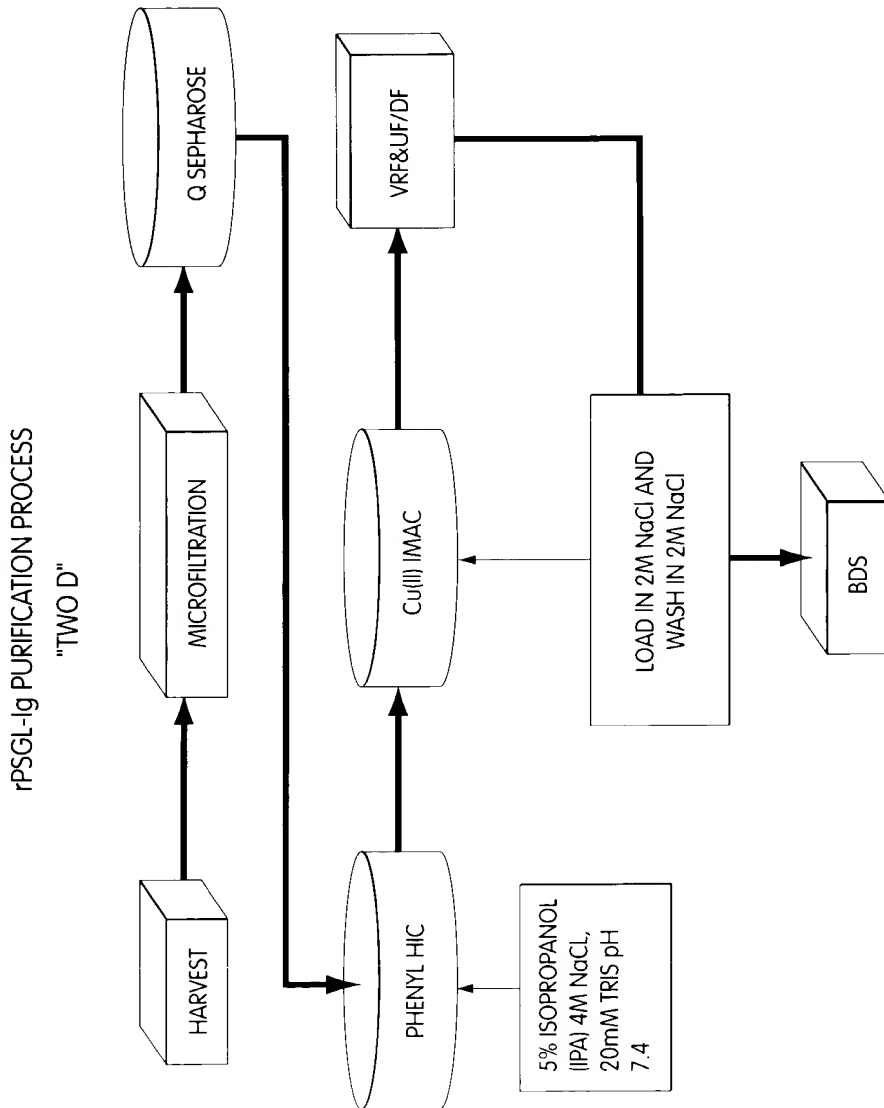 rPSGL-Ig PURIFICATION PROCESS
"TWO D"
HARVEST
MICROFILTRATION
Q SEPHAROSE
PHENYL HIC
Cu(II) IMAC
VRF&UF/DF
5% ISOPROPANOL
(IPA) 4M NaCl,
20mM TRIS pH
7.4
LOAD IN 2M NaCl AND
WASH IN 2M NaCl
BDS